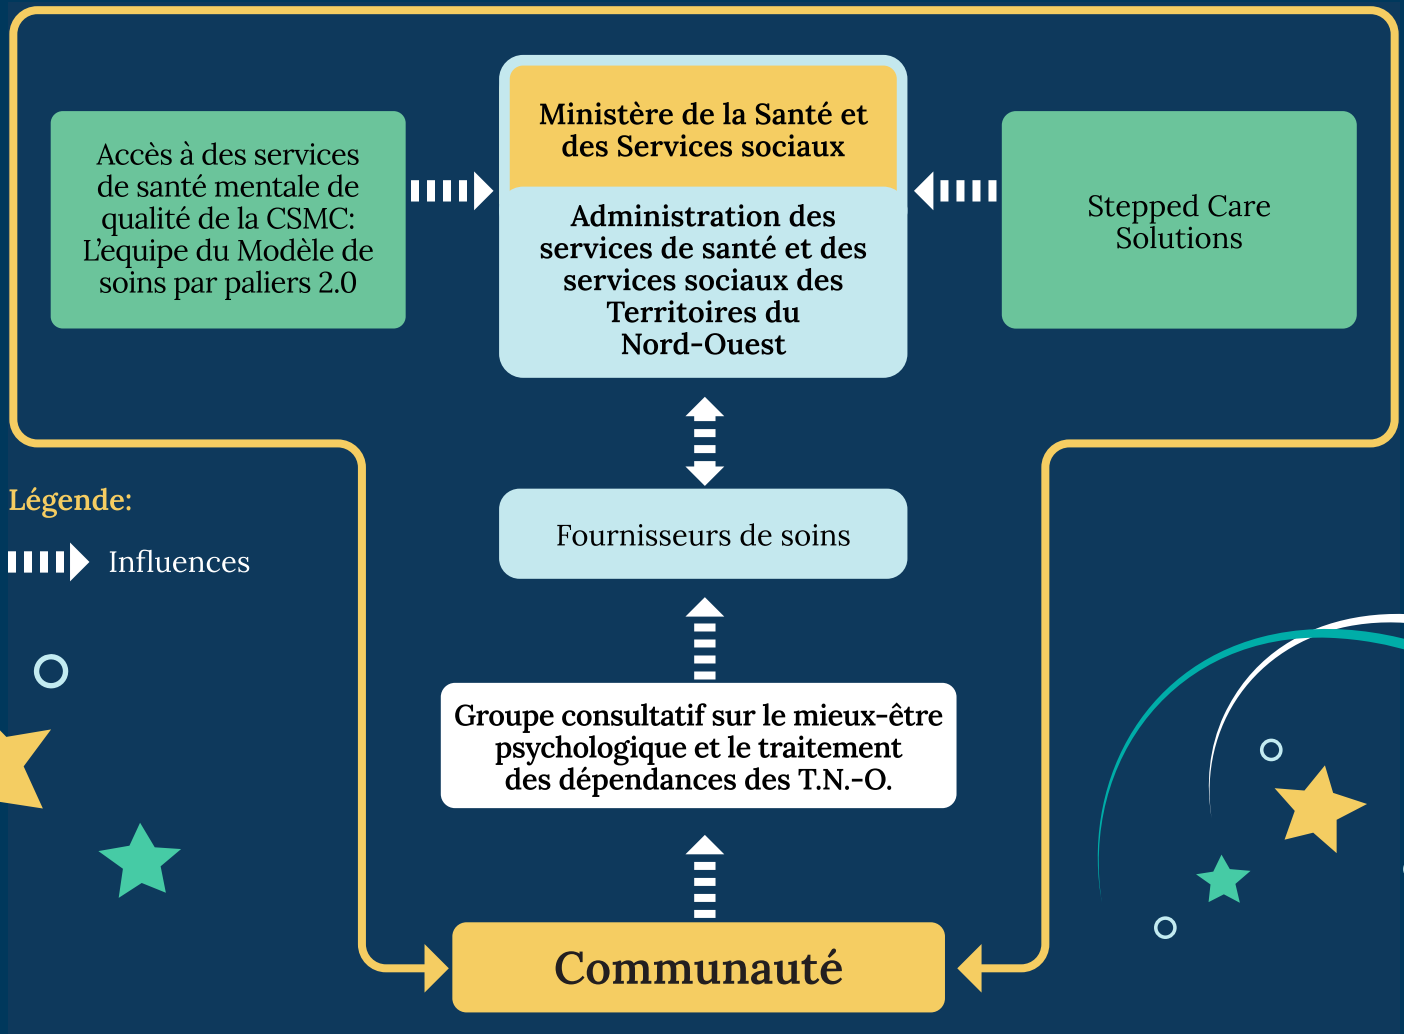 Ministère de la Santé et
des Services sociaux
Accès à des services
de santé mentale de
qualité de la CSMC:
L’equipe du Modèle de
soins par paliers 2.0
Administration des
services de santé et des
services sociaux des
Territoires du
Nord-Ouest
Stepped Care
Solutions
Légende:
Influences
Fournisseurs de soins
Groupe consultatif sur le mieux-être
psychologique et le traitement
des dépendances des T.N.-O.
Communauté